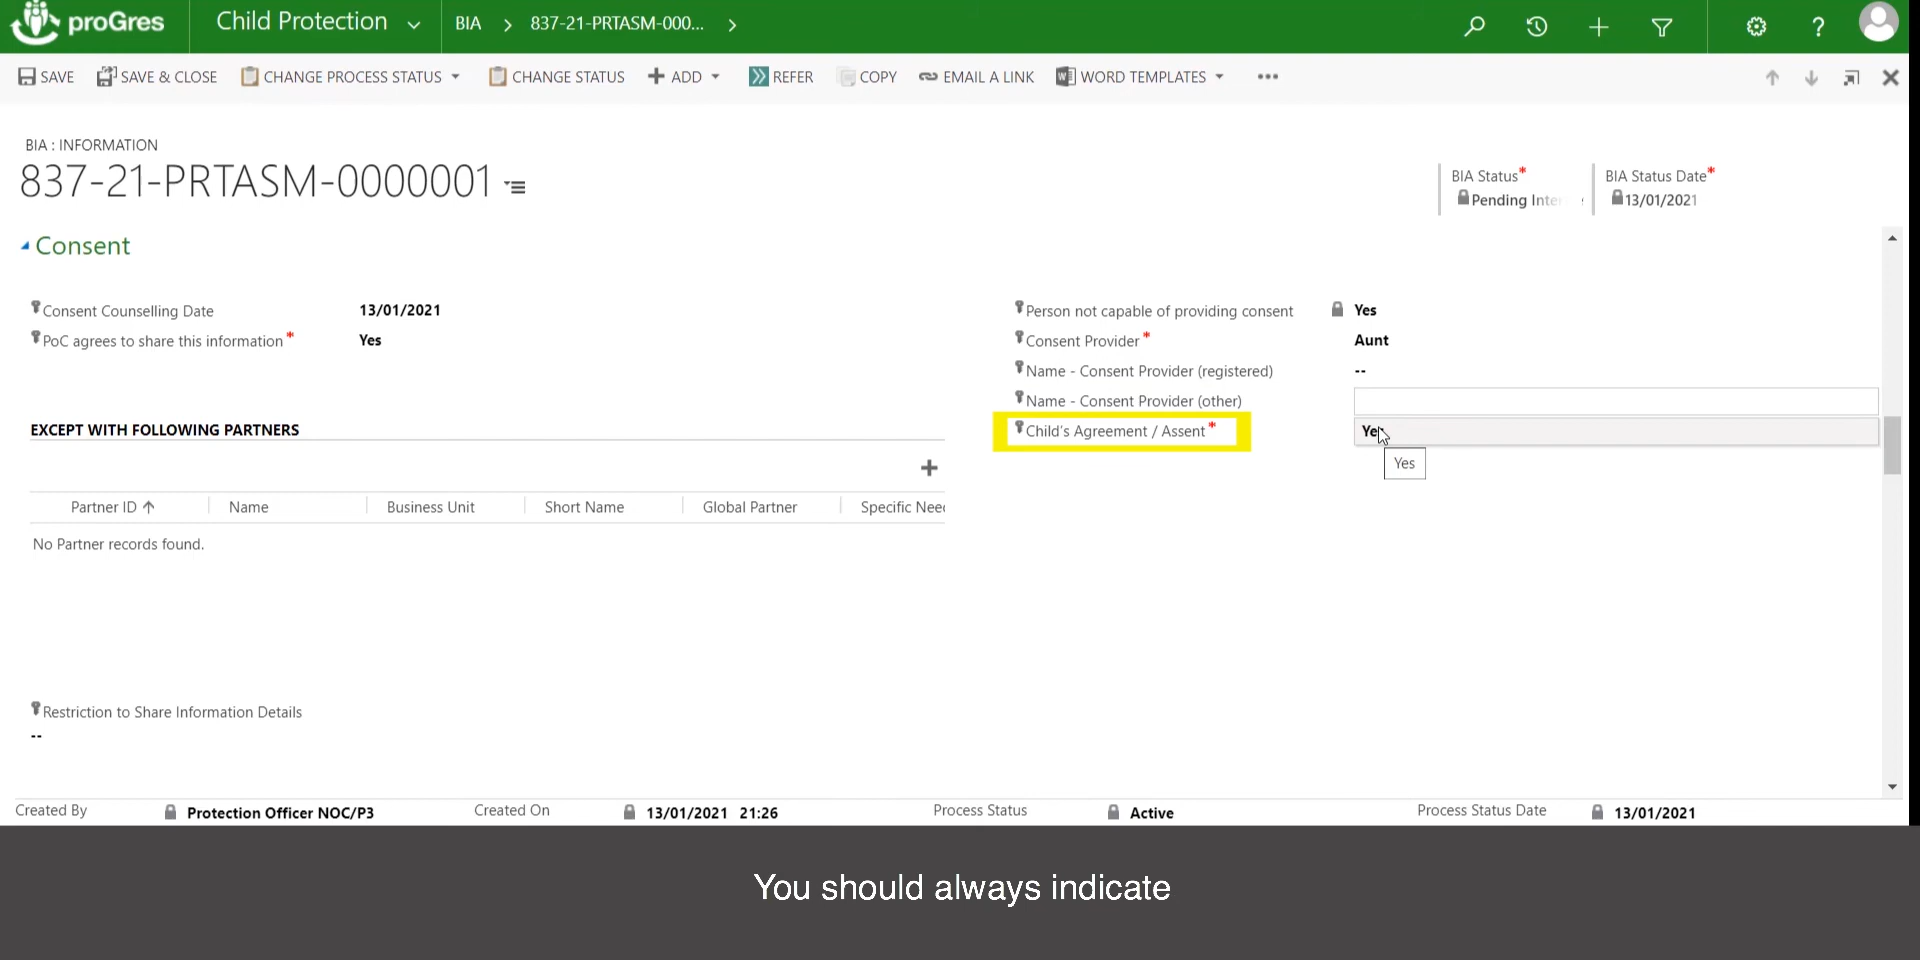 proGres Child Protection BIA 837-21-PRTASM-000...
SAVE SAVE & CLOSE CHANGE PROCESS STATUS CHANGE STATUS ADD REFER COPY EMAIL A LINK WORD TEMPLATES
BIA : INFORMATION
837-21-PRTASM-0000001
BIA Status* BIA Status Date*
Pending Inte 13/01/2021
Consent
Consent Counselling Date 13/01/2021 Person not capable of providing consent Yes
PoC agrees to share this information* Yes Consent Provider* Aunt
Name - Consent Provider (registered) --
Name - Consent Provider (other)
EXCEPT WITH FOLLOWING PARTNERS Child's Agreement / Assent* Yes
Yes
Partner ID Name Business Unit Short Name Global Partner Specific Need
No Partner records found.
Restriction to Share Information Details
--
Created By Protection Officer NOC/P3 Created On 13/01/2021 21:26 Process Status Active Process Status Date 13/01/2021
You should always indicate